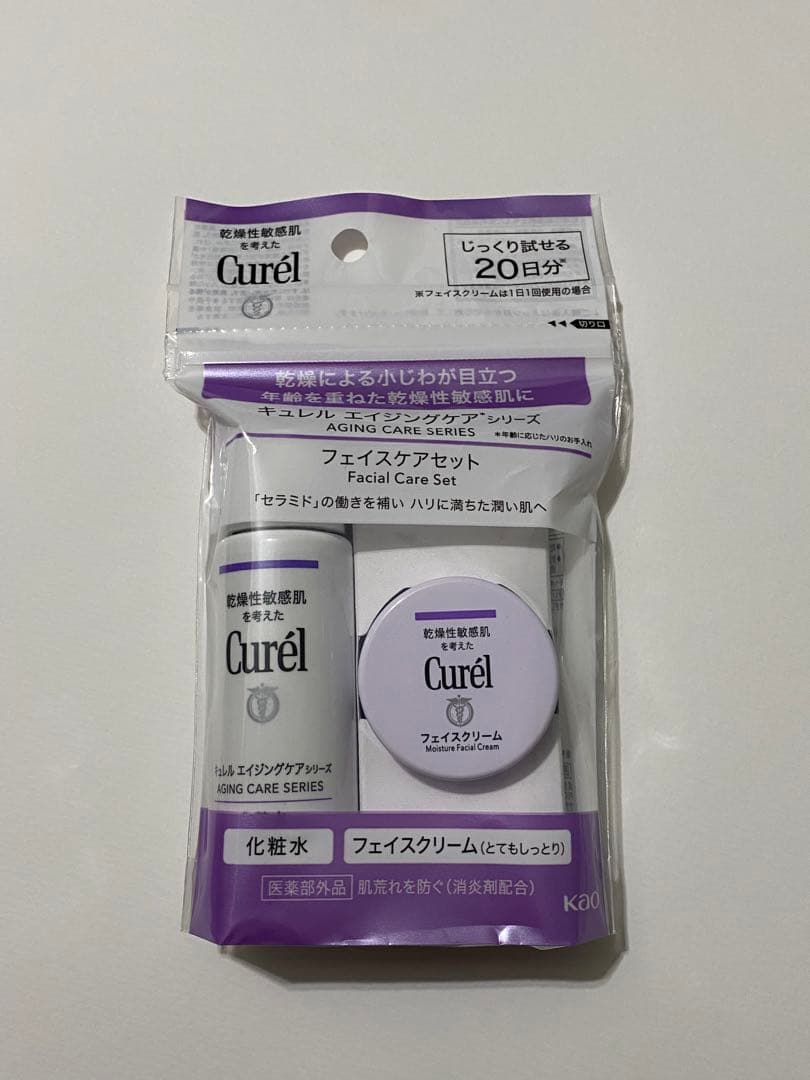 乾燥性敏感肌
を考えた
Curél
じっくり試せる
20日分※
※フェイスクリームは1日1回使用の場合
切り口
乾燥による小じわが目立つ
年齢を重ねた乾燥性敏感肌に
キュレル エイジングケア*シリーズ
AGING CARE SERIES
*年齢に応じたハリのお手入れ
フェイスケアセット
Facial Care Set
「セラミド」の働きを補い ハリに満ちた潤い肌へ
乾燥性敏感肌
を考えた
Curél
キュレル エイジングケアシリーズ
AGING CARE SERIES
乾燥性敏感肌
を考えた
Curél
フェイスクリーム
Moisture Facial Cream
化粧水
フェイスクリーム(とてもしっとり)
医薬部外品 肌荒れを防ぐ(消炎剤配合)
Kao